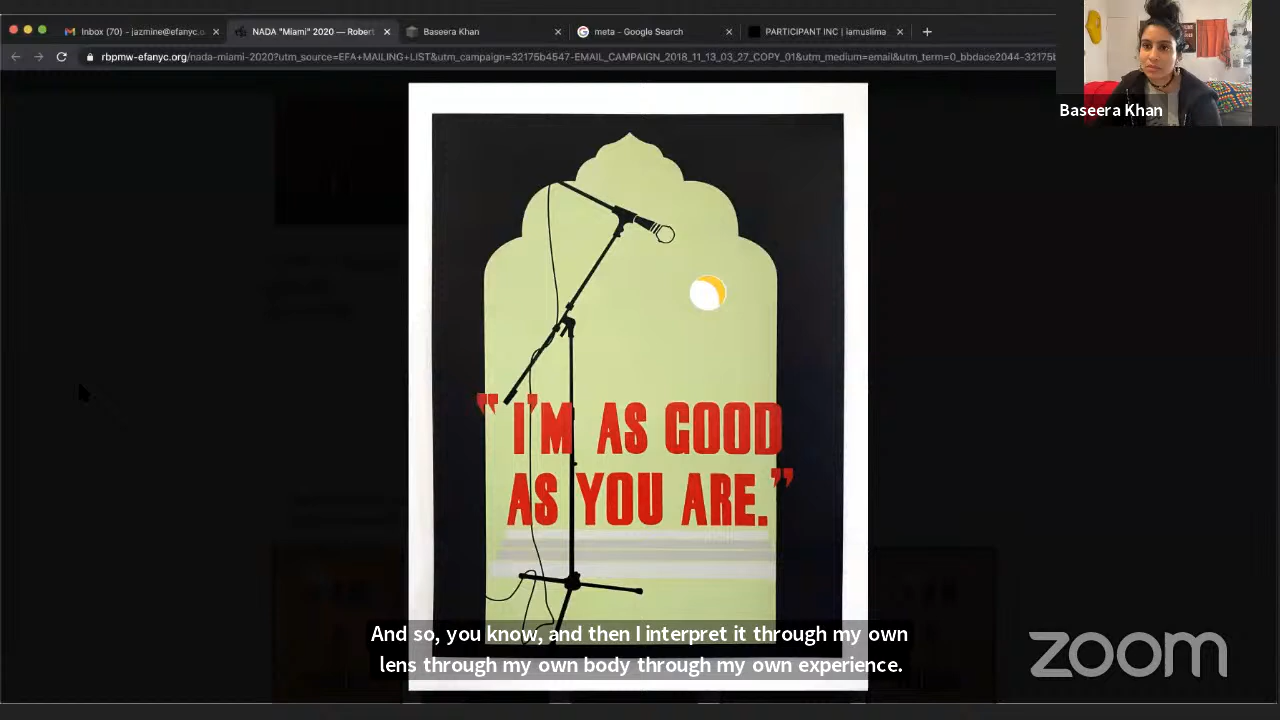 Inbox (70) - jazmine@efanyc.o
NADA "Miami" 2020 — Robert
Baseera Khan
meta - Google Search
PARTICIPANT INC | iamuslima
rbpmw-efanyc.org/nada-miami-2020?utm_source=EFA+MAILING+LIST&utm_campaign=32175b4547-EMAIL_CAMPAIGN_2018_11_13_03_27_COPY_01&utm_medium=email&utm_term=0_bbdace2044-32175b
Baseera Khan
"I'M AS GOOD
AS YOU ARE."
And so, you know, and then I interpret it through my own
lens through my own body through my own experience.
zoom